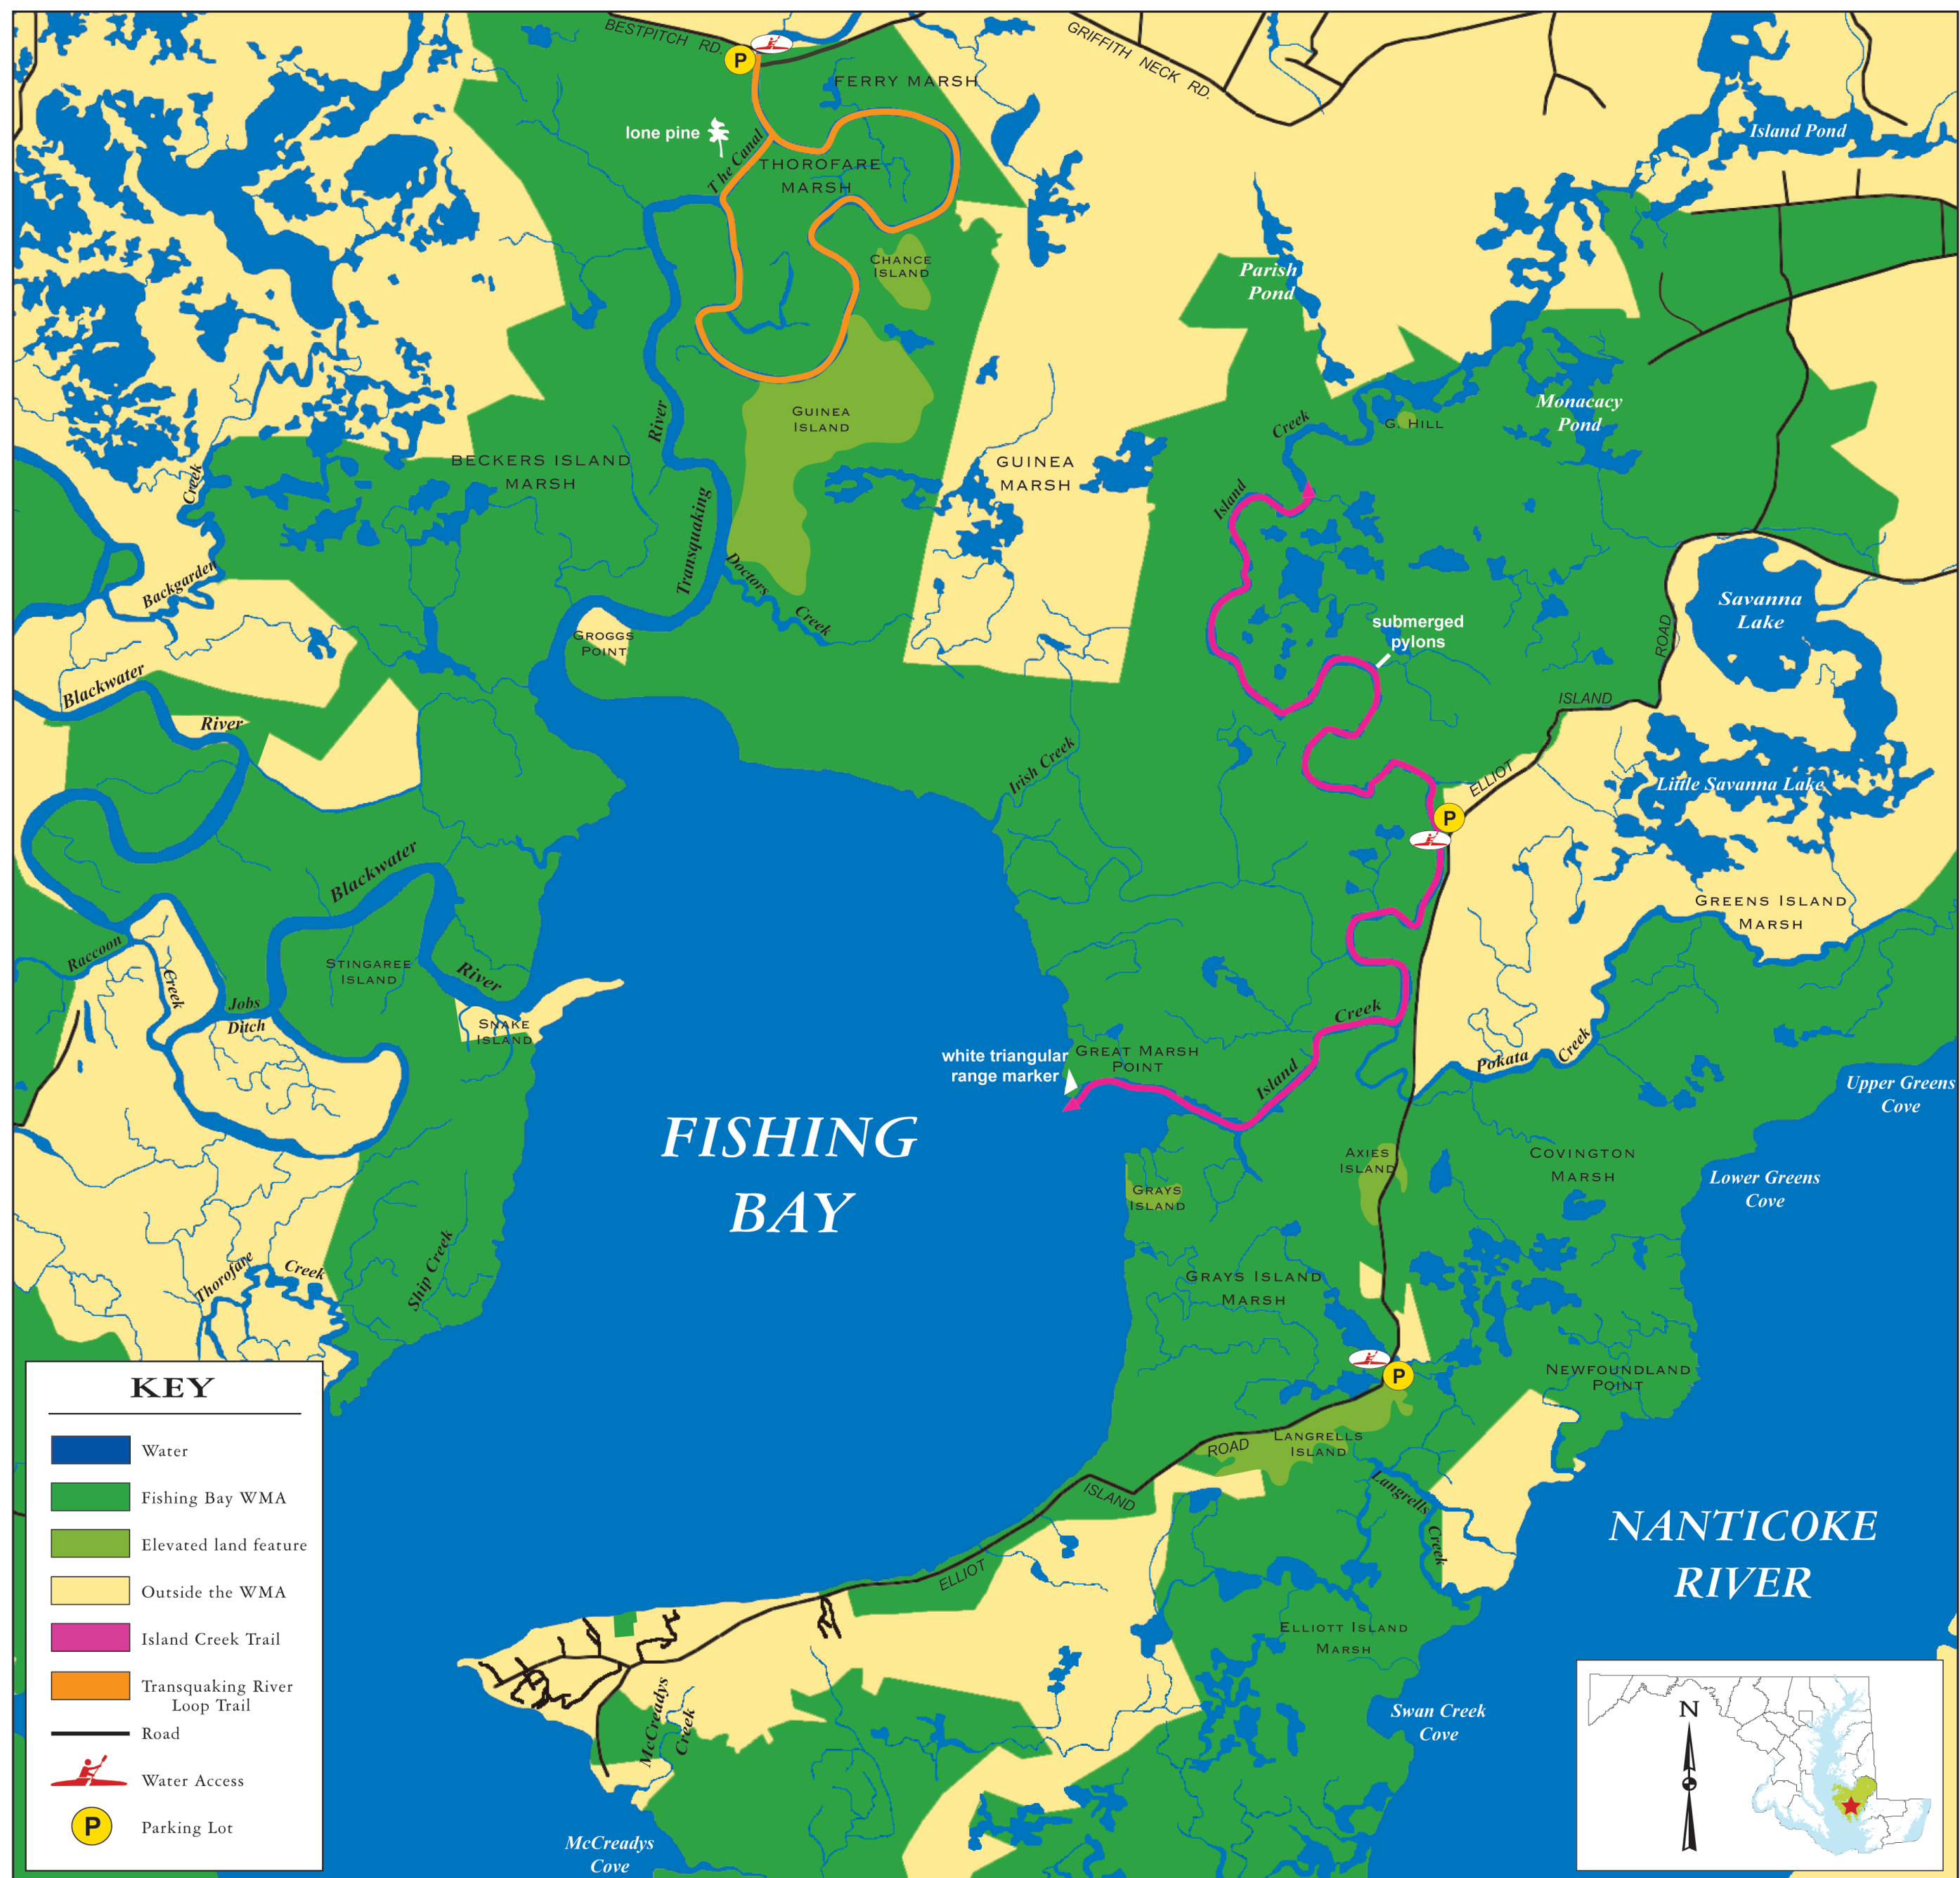 BESTPITCH RD.
P
GRIFFITH NECK RD.
FERRY MARSH
lone pine
The Canal
THOROFARE
MARSH
Island Pond
CHANCE
ISLAND
Parish
Pond
GUINEA
ISLAND
River
Creek
G. HILL
Monacacy
Pond
BECKERS ISLAND
MARSH
GUINEA
MARSH
Creek
Island
Transquaking
Backgarden
Doctors
Creek
Savanna
Lake
submerged
pylons
ROAD
GROGGS
POINT
Blackwater
River
ISLAND
Irish Creek
ELLIOT
Little Savanna Lake
P
Blackwater
GREENS ISLAND
MARSH
Raccoon
Creek
STINGAREE
ISLAND
River
Jobs
Ditch
SNAKE
ISLAND
Creek
white triangular
range marker
GREAT MARSH
POINT
Island
Pokata
Creek
Upper Greens
Cove
FISHING
BAY
AXIES
ISLAND
COVINGTON
MARSH
Lower Greens
Cove
GRAYS
ISLAND
Thorofare
Creek
Ship Creek
GRAYS ISLAND
MARSH
P
NEWFOUNDLAND
POINT
LANGRELLS
ISLAND
ROAD
ISLAND
Langrells
Creek
NANTICOKE
RIVER
ELLIOT
ELLIOTT ISLAND
MARSH
McCreadys
Creek
Swan Creek
Cove
McCreadys
Cove
KEY
Water
Fishing Bay WMA
Elevated land feature
Outside the WMA
Island Creek Trail
Transquaking River
Loop Trail
Road
Water Access
P
Parking Lot
N